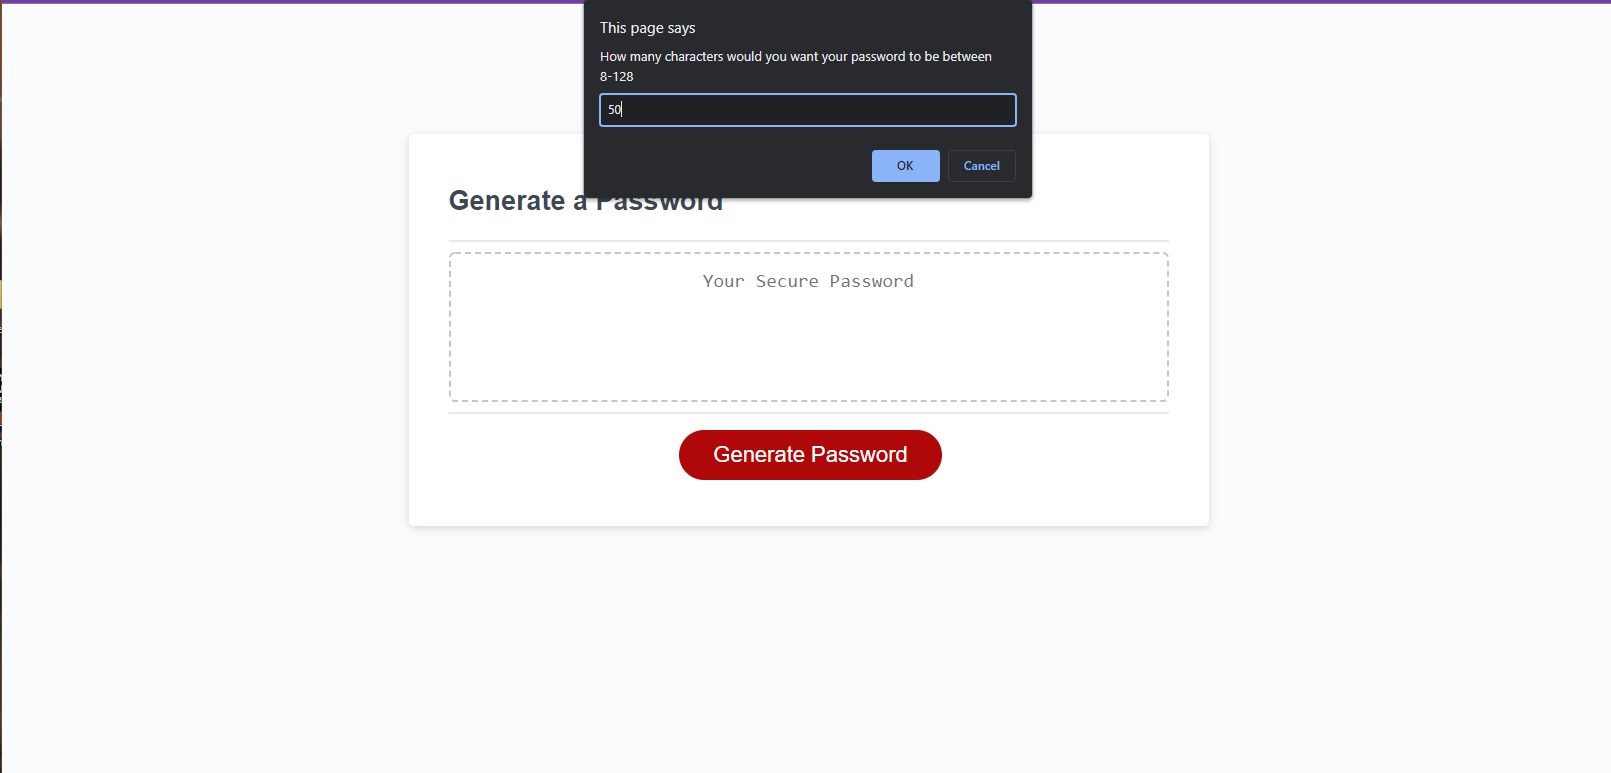 This page says
How many characters would you want your password to be between
8-128
50
OK
Cancel
Generate a Password
Your Secure Password
Generate Password